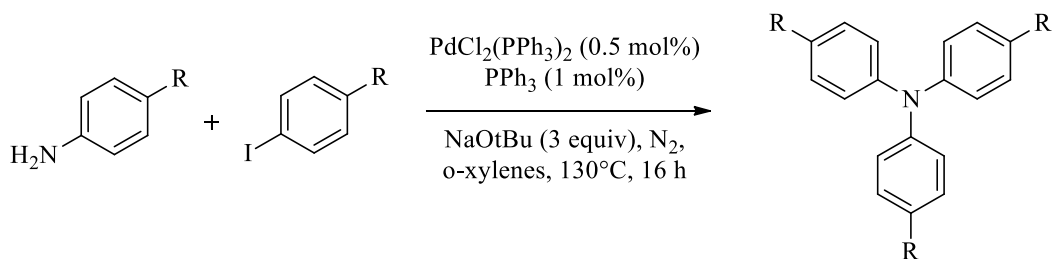 R
H₂N
+
I
R
PdCl₂(PPh₃)₂ (0.5 mol%)
PPh₃ (1 mol%)
NaOtBu (3 equiv), N₂,
o-xylenes, 130°C, 16 h
R
R
N
R